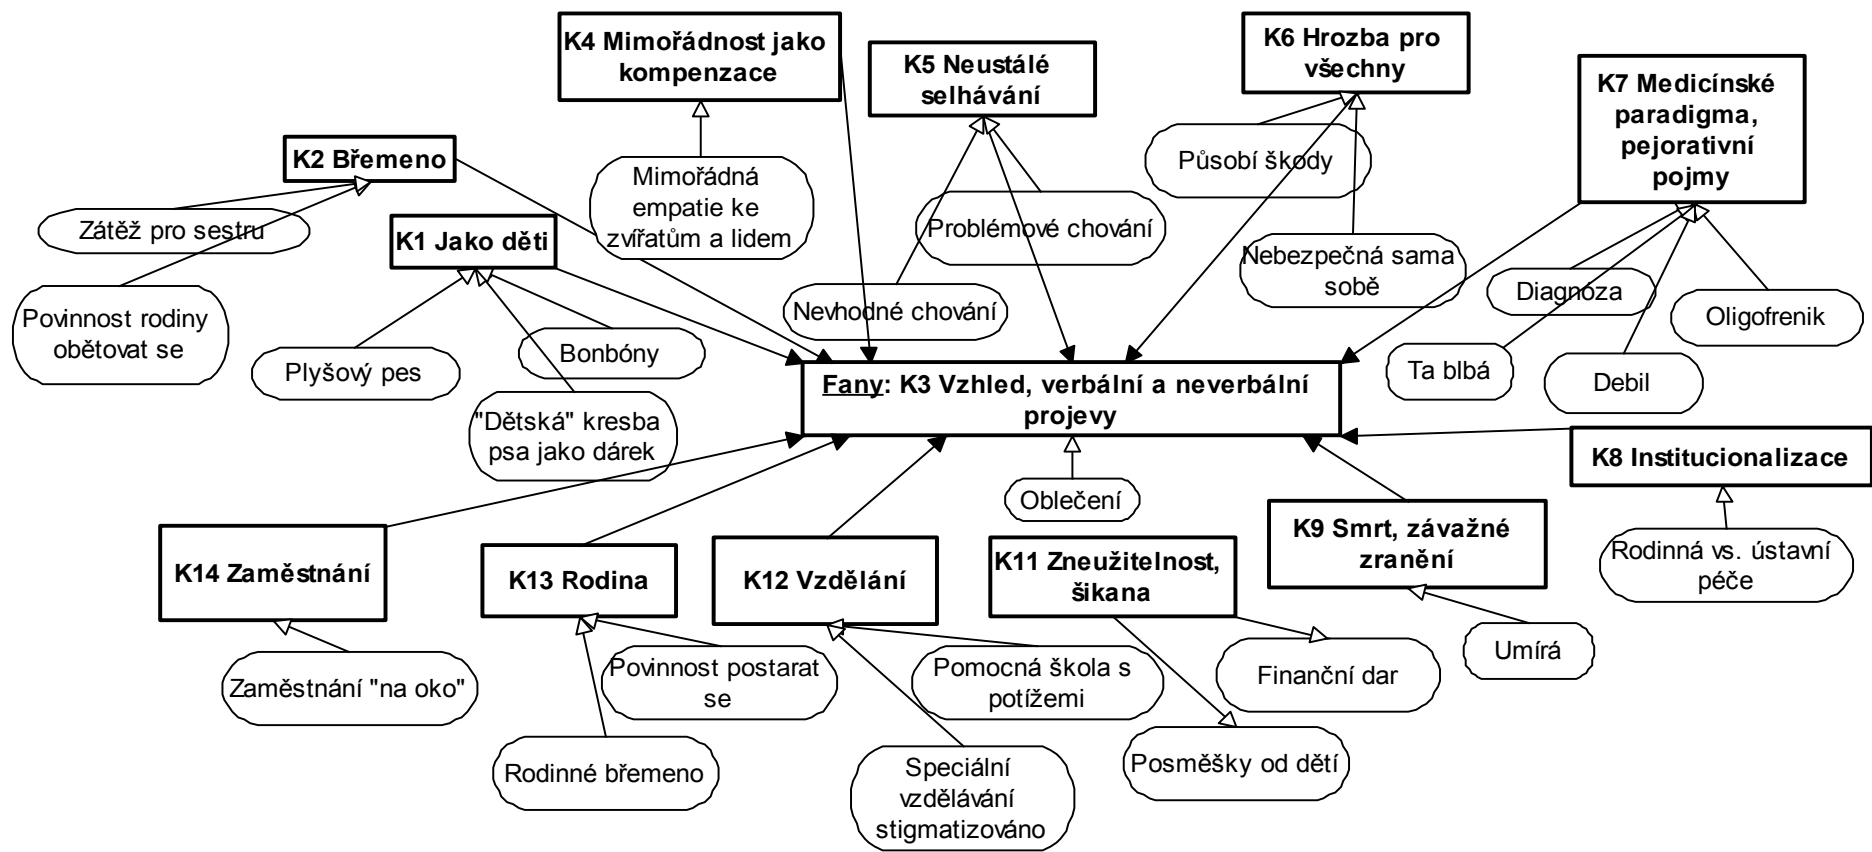 K4 Mimořádnost jako
kompenzace
K5 Neustálé
selhávání
K6 Hrozba pro
všechny
K7 Medicínské
paradigma,
pejorativní
pojmy
K2 Břemeno
Mimořádná
empatie ke
zvířatům a lidem
Působí škody
Zátěž pro sestru
K1 Jako děti
Problémové chování
Nebezpečná sama
sobě
Diagnóza
Oligofrenik
Povinnost rodiny
obětovat se
Nevhodné chování
Plyšový pes
Bonbóny
Ta blbá
Debil
"Dětská" kresba
psa jako dárek
Fany: K3 Vzhled, verbální a neverbální
projevy
K8 Institucionalizace
Oblečení
K14 Zaměstnání
K13 Rodina
K12 Vzdělání
K11 Zneužitelnost,
šikana
K9 Smrt, závažné
zranění
Rodinná vs. ústavní
péče
Zaměstnání "na oko"
Povinnost postarat
se
Pomocná škola s
potížemi
Finanční dar
Umírá
Rodinné břemeno
Speciální
vzdělávání
stigmatizováno
Posměšky od dětí